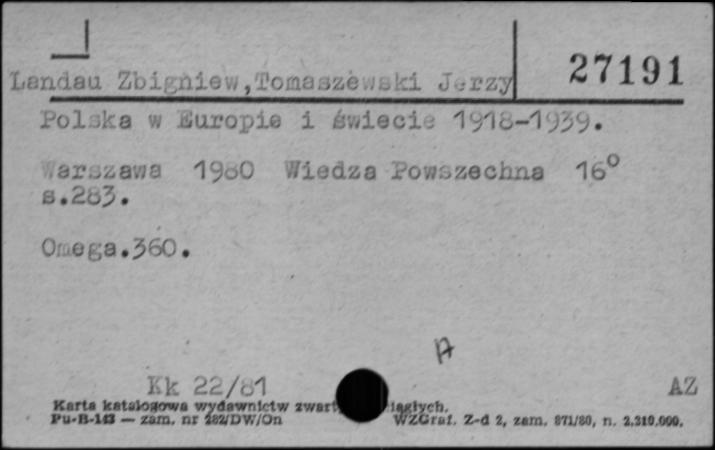 27191
Landau Zbigniew,Tomaszewski Jerzy
Polska w Europie i świecie 1918-1939.
Warszawa 1980 Wiedza Powszechna 16º
s.283.
Omega.360.
A
Kk 22/81 AZ
Karta katalogowa wydawnictw ciągłych.
Pu-B-143 — zam. nr 282/DW/On WZGraf. Z-d 2, zam. 871/80, n. 2.310.000.